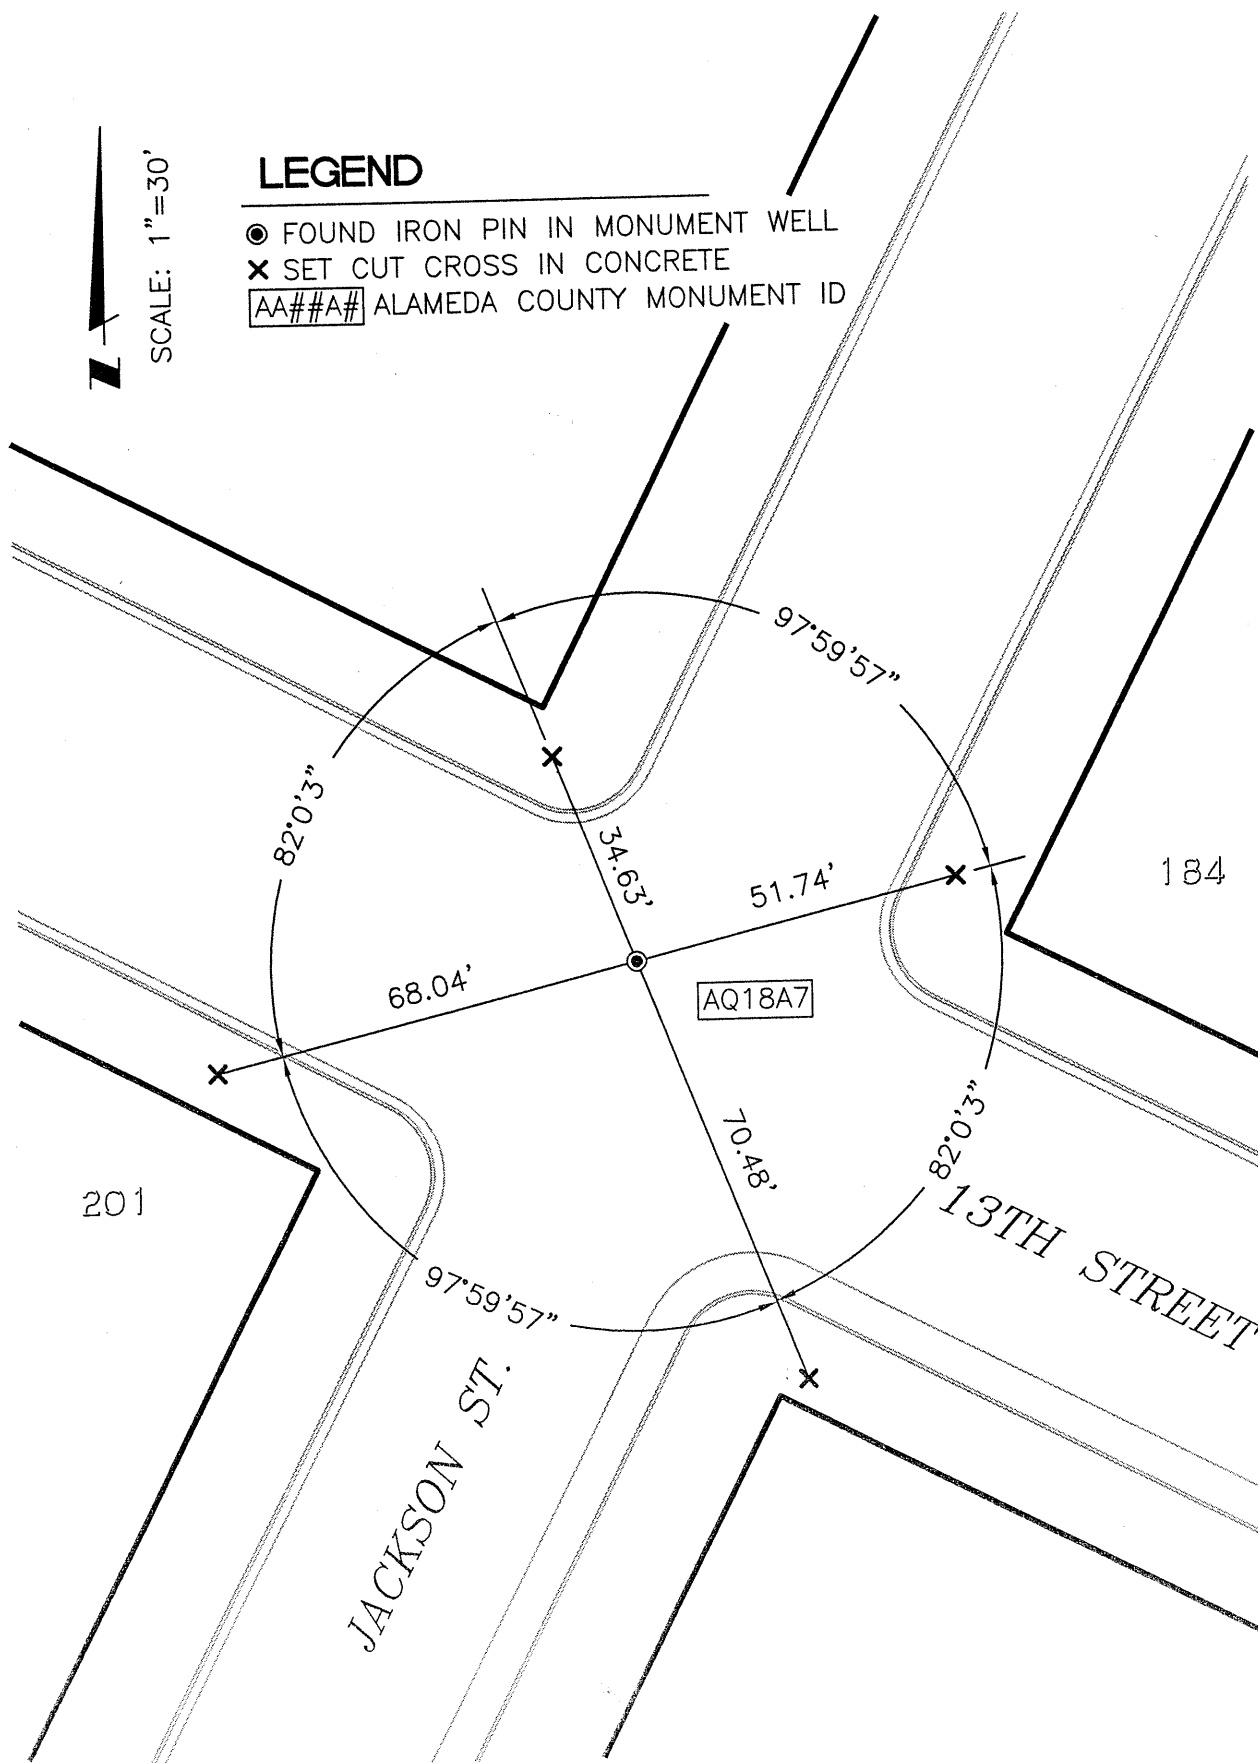 LEGEND
FOUND IRON PIN IN MONUMENT WELL
SET CUT CROSS IN CONCRETE
AA##A# ALAMEDA COUNTY MONUMENT ID
SCALE: 1"=30'
N
97°59'57"
82°0'3"
34.63'
51.74'
184
68.04'
AQ18A7
70.48'
82°0'3"
201
13TH STREET
97°59'57"
JACKSON ST.